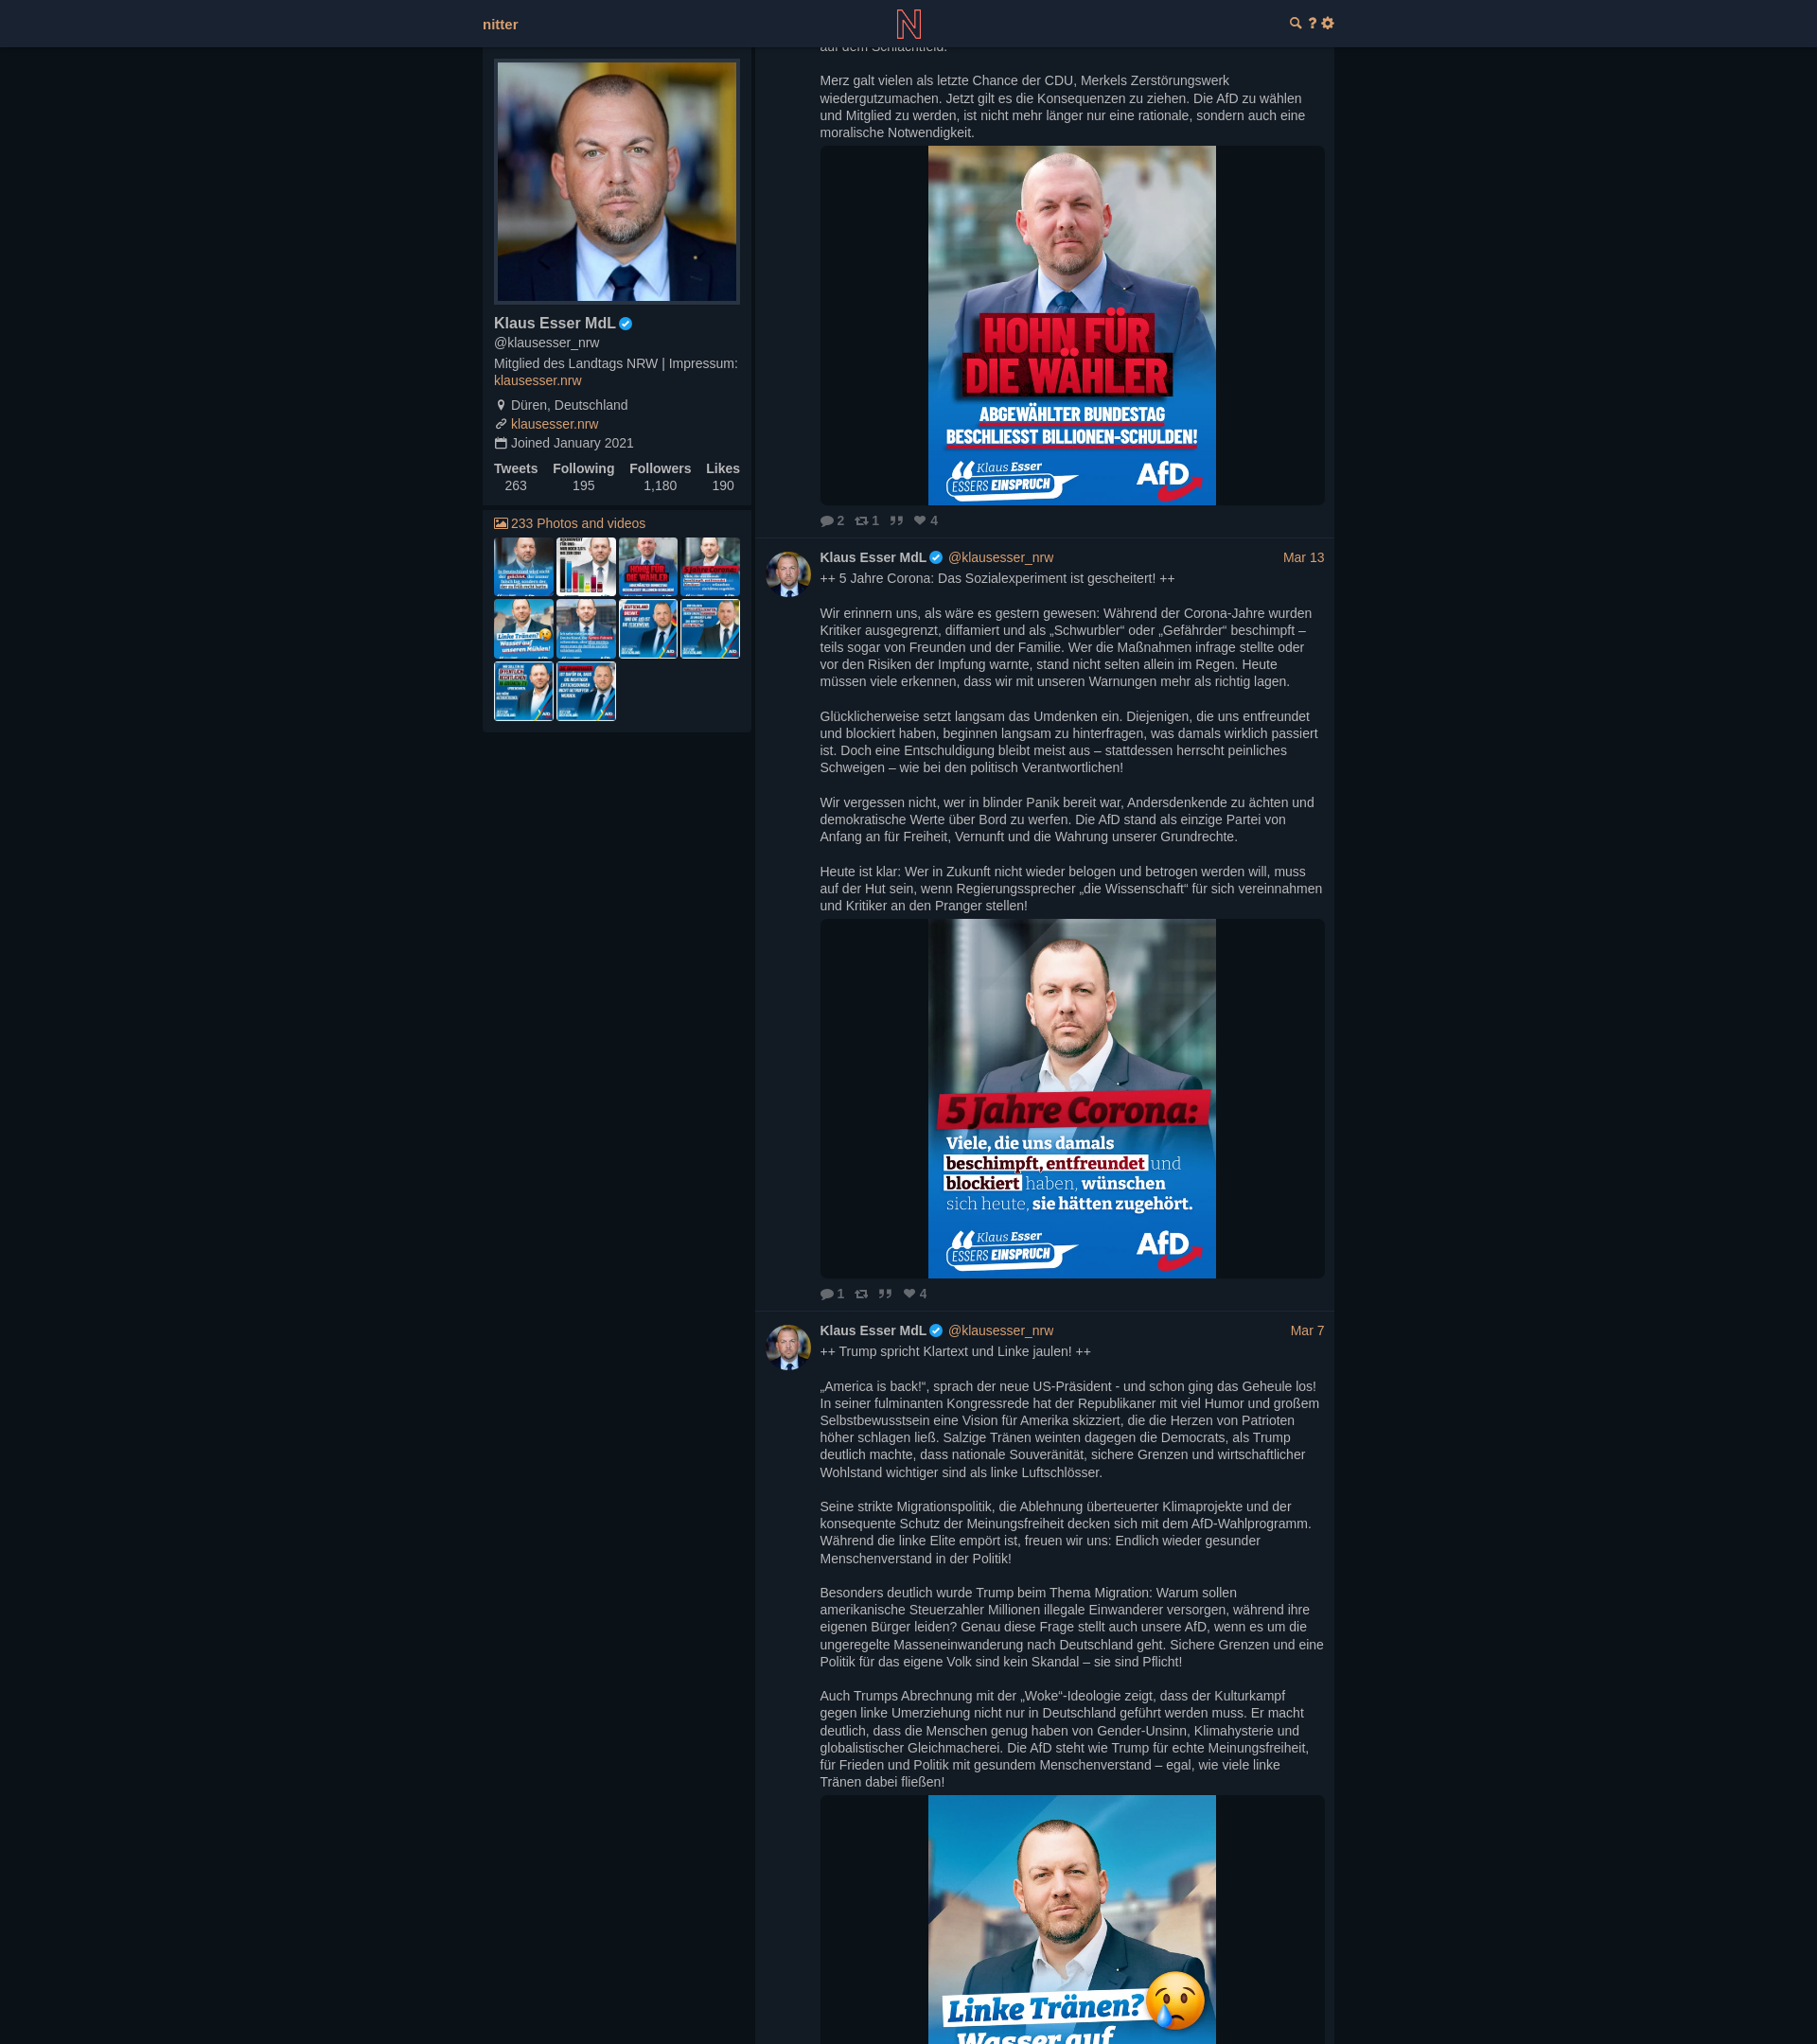 nitter
Klaus Esser MdL
@klausesser_nrw
Mitglied des Landtags NRW | Impressum:
klausesser.nrw
Düren, Deutschland
klausesser.nrw
Joined January 2021
Tweets Following Followers Likes
263 195 1,180 190
233 Photos and videos
auf dem Schlachtfeld.
Merz galt vielen als letzte Chance der CDU, Merkels Zerstörungswerk
wiedergutzumachen. Jetzt gilt es die Konsequenzen zu ziehen. Die AfD zu wählen
und Mitglied zu werden, ist nicht mehr länger nur eine rationale, sondern auch eine
moralische Notwendigkeit.
HOHN FÜR
DIE WÄHLER
ABGEWÄHLTER BUNDESTAG
BESCHLIESST BILLIONEN-SCHULDEN!
Klaus Esser
ESSERS EINSPRUCH
AfD
2 1 4
Klaus Esser MdL @klausesser_nrw Mar 13
++ 5 Jahre Corona: Das Sozialexperiment ist gescheitert! ++
Wir erinnern uns, als wäre es gestern gewesen: Während der Corona-Jahre wurden
Kritiker ausgegrenzt, diffamiert und als „Schwurbler“ oder „Gefährder“ beschimpft –
teils sogar von Freunden und der Familie. Wer die Maßnahmen infrage stellte oder
vor den Risiken der Impfung warnte, stand nicht selten allein im Regen. Heute
müssen viele erkennen, dass wir mit unseren Warnungen mehr als richtig lagen.
Glücklicherweise setzt langsam das Umdenken ein. Diejenigen, die uns entfreundet
und blockiert haben, beginnen langsam zu hinterfragen, was damals wirklich passiert
ist. Doch eine Entschuldigung bleibt meist aus – stattdessen herrscht peinliches
Schweigen – wie bei den politisch Verantwortlichen!
Wir vergessen nicht, wer in blinder Panik bereit war, Andersdenkende zu ächten und
demokratische Werte über Bord zu werfen. Die AfD stand als einzige Partei von
Anfang an für Freiheit, Vernunft und die Wahrung unserer Grundrechte.
Heute ist klar: Wer in Zukunft nicht wieder belogen und betrogen werden will, muss
auf der Hut sein, wenn Regierungssprecher „die Wissenschaft“ für sich vereinnahmen
und Kritiker an den Pranger stellen!
5 Jahre Corona:
Viele, die uns damals
beschimpft, entfreundet und
blockiert haben, wünschen
sich heute, sie hätten zugehört.
Klaus Esser
ESSERS EINSPRUCH
AfD
1 4
Klaus Esser MdL @klausesser_nrw Mar 7
++ Trump spricht Klartext und Linke jaulen! ++
„America is back!“, sprach der neue US-Präsident - und schon ging das Geheule los!
In seiner fulminanten Kongressrede hat der Republikaner mit viel Humor und großem
Selbstbewusstsein eine Vision für Amerika skizziert, die die Herzen von Patrioten
höher schlagen ließ. Salzige Tränen weinten dagegen die Democrats, als Trump
deutlich machte, dass nationale Souveränität, sichere Grenzen und wirtschaftlicher
Wohlstand wichtiger sind als linke Luftschlösser.
Seine strikte Migrationspolitik, die Ablehnung überteuerter Klimaprojekte und der
konsequente Schutz der Meinungsfreiheit decken sich mit dem AfD-Wahlprogramm.
Während die linke Elite empört ist, freuen wir uns: Endlich wieder gesunder
Menschenverstand in der Politik!
Besonders deutlich wurde Trump beim Thema Migration: Warum sollen
amerikanische Steuerzahler Millionen illegale Einwanderer versorgen, während ihre
eigenen Bürger leiden? Genau diese Frage stellt auch unsere AfD, wenn es um die
ungeregelte Masseneinwanderung nach Deutschland geht. Sichere Grenzen und eine
Politik für das eigene Volk sind kein Skandal – sie sind Pflicht!
Auch Trumps Abrechnung mit der „Woke“-Ideologie zeigt, dass der Kulturkampf
gegen linke Umerziehung nicht nur in Deutschland geführt werden muss. Er macht
deutlich, dass die Menschen genug haben von Gender-Unsinn, Klimahysterie und
globalistischer Gleichmacherei. Die AfD steht wie Trump für echte Meinungsfreiheit,
für Frieden und Politik mit gesundem Menschenverstand – egal, wie viele linke
Tränen dabei fließen!
Linke Tränen?
Wasser auf